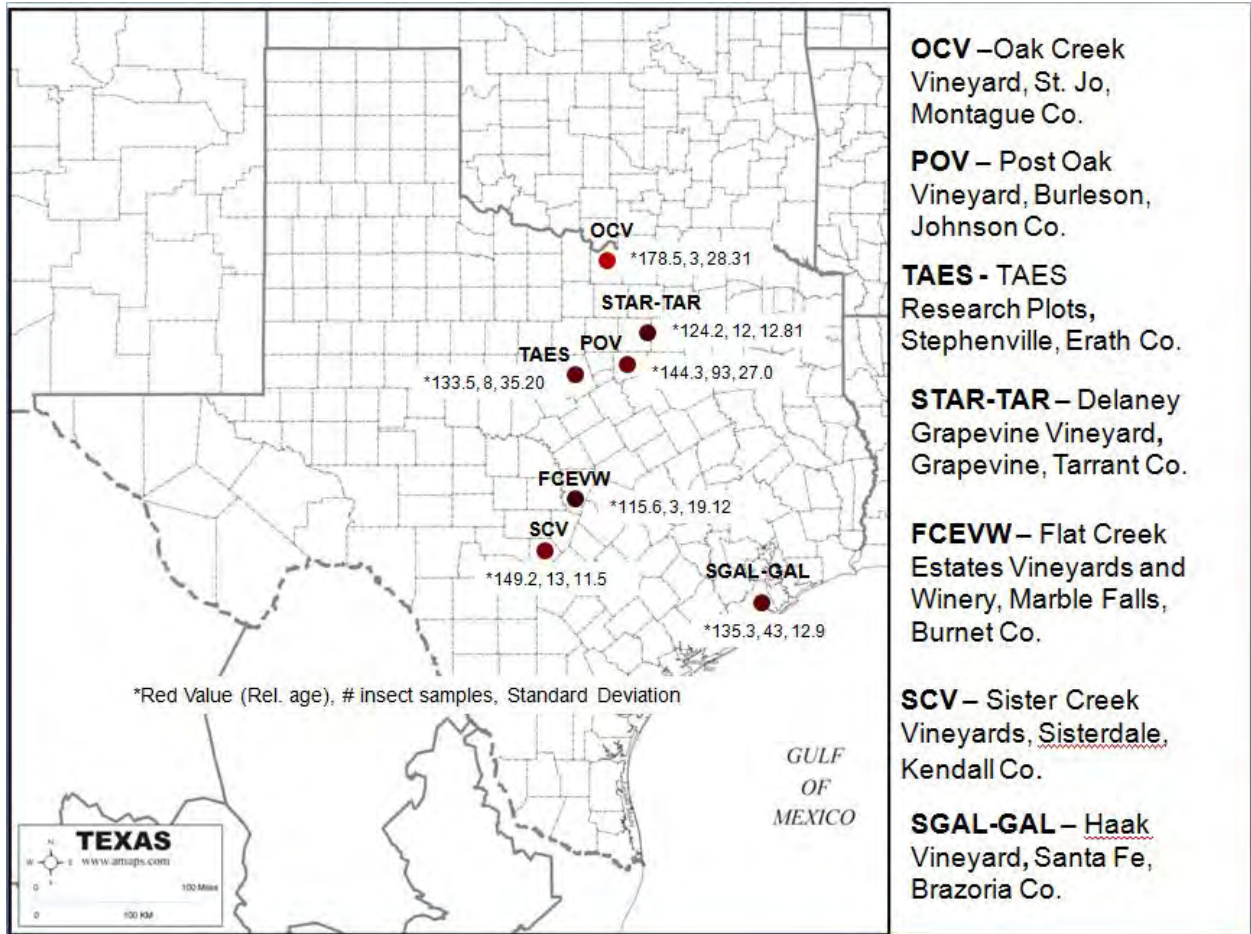 OCV
*178.5, 3, 28.31
STAR-TAR
*124.2, 12, 12.81
POV
*144.3, 93, 27.0
TAES
*133.5, 8, 35.20
FCEVW
*115.6, 3, 19.12
SCV
*149.2, 13, 11.5
SGAL-GAL
*135.3, 43, 12.9
*Red Value (Rel. age), # insect samples, Standard Deviation
GULF
OF
MEXICO
TEXAS
www.amaps.com
N
W E
S
0 100 Miles
0 100 KM
OCV –Oak Creek
Vineyard, St. Jo,
Montague Co.
POV – Post Oak
Vineyard, Burleson,
Johnson Co.
TAES - TAES
Research Plots,
Stephenville, Erath Co.
STAR-TAR – Delaney
Grapevine Vineyard,
Grapevine, Tarrant Co.
FCEVW – Flat Creek
Estates Vineyards and
Winery, Marble Falls,
Burnet Co.
SCV – Sister Creek
Vineyards, Sisterdale,
Kendall Co.
SGAL-GAL – Haak
Vineyard, Santa Fe,
Brazoria Co.